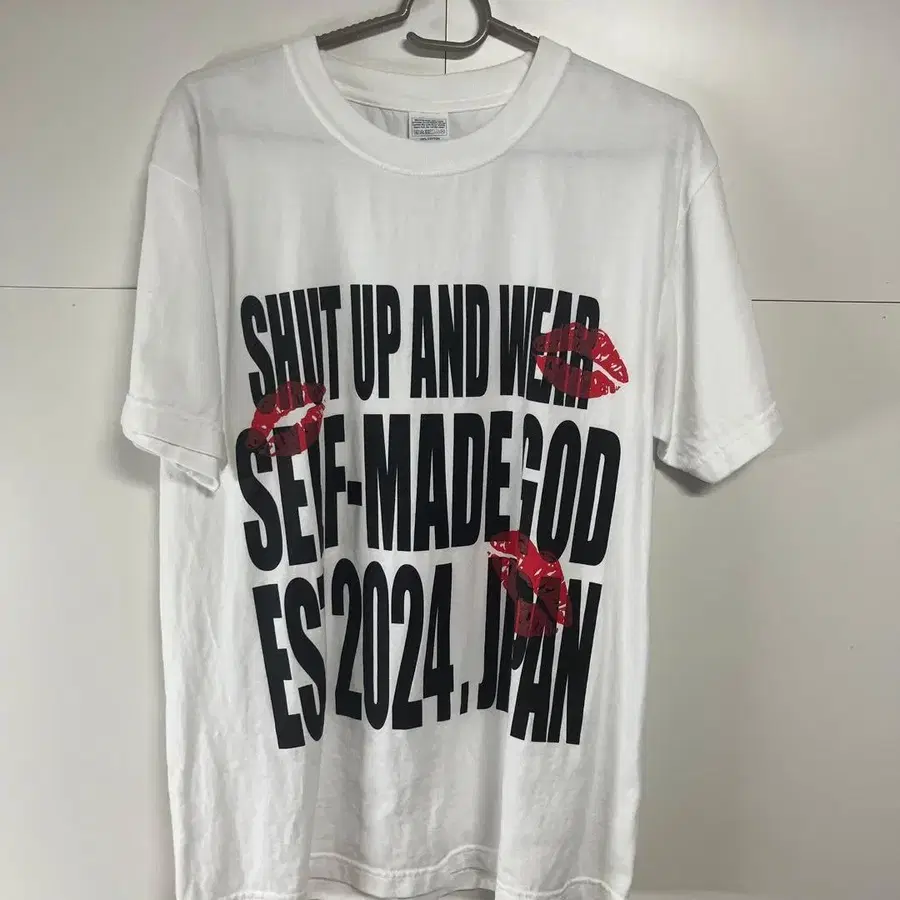 SHUT UP AND WEAR
SELF-MADE GOD
EST 2024. JAPAN